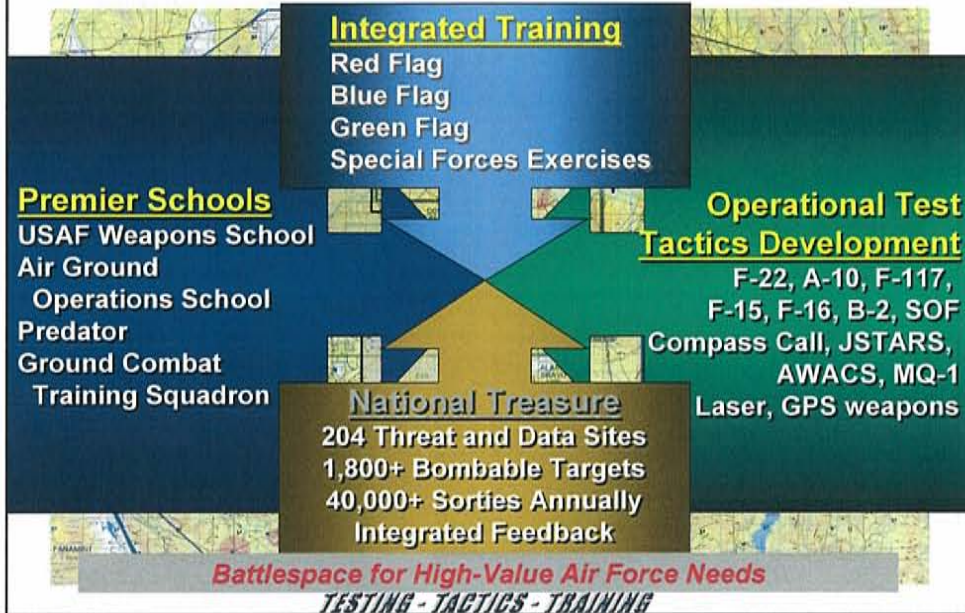 Integrated Training
Red Flag
Blue Flag
Green Flag
Special Forces Exercises
Premier Schools
USAF Weapons School
Air Ground
Operations School
Predator
Ground Combat
Training Squadron
Operational Test
Tactics Development
F-22, A-10, F-117,
F-15, F-16, B-2, SOF
Compass Call, JSTARS,
AWACS, MQ-1
Laser, GPS weapons
National Treasure
204 Threat and Data Sites
1,800+ Bombable Targets
40,000+ Sorties Annually
Integrated Feedback
PANAMINT
Battlespace for High-Value Air Force Needs
TESTING - TACTICS - TRAINING